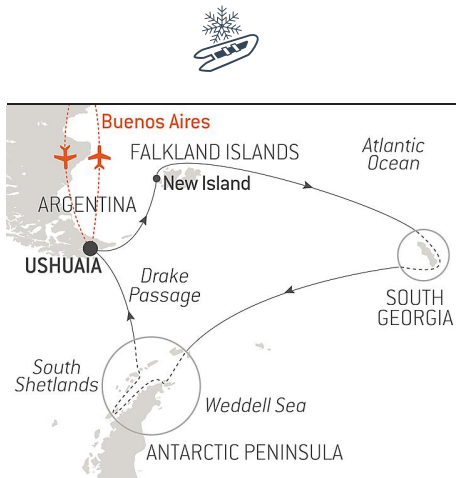 Buenos Aires
Atlantic
Ocean
FALKLAND ISLANDS
New Island
ARGENTINA
USHUAIA
Drake
Passage
SOUTH
GEORGIA
South
Shetlands
Weddell Sea
ANTARCTIC PENINSULA